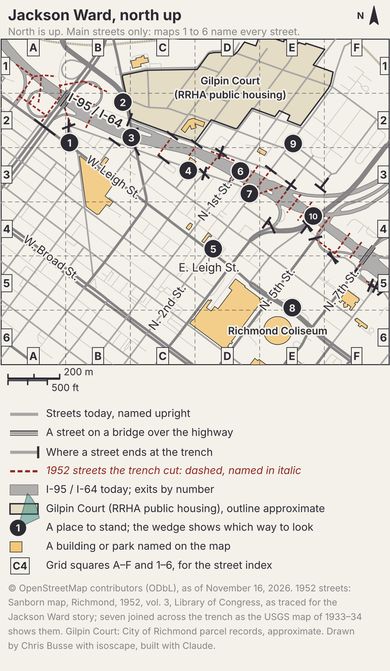 Jackson Ward, north up
North is up. Main streets only: maps 1 to 6 name every street.
N
A B C D E F
1 1
Gilpin Court
(RRHA public housing)
I-95 / I-64
2
2 2
3
1
9
4
6
3 3
W. Leigh St.
7
N. 1st St.
10
4 4
W. Broad St.
5
E. Leigh St.
5 5
N. 2nd St.
N. 5th St.
N. 7th St.
8
Richmond Coliseum
6 6
A B C D E F
200 m
500 ft
Streets today, named upright
A street on a bridge over the highway
Where a street ends at the trench
1952 streets the trench cut: dashed, named in italic
I-95 / I-64 today; exits by number
Gilpin Court (RRHA public housing), outline approximate
1 A place to stand; the wedge shows which way to look
A building or park named on the map
C4 Grid squares A–F and 1–6, for the street index
© OpenStreetMap contributors (ODbL), as of November 16, 2026. 1952 streets:
Sanborn map, Richmond, 1952, vol. 3, Library of Congress, as traced for the
Jackson Ward story; seven joined across the trench as the USGS map of 1933–34
shows them. Gilpin Court: City of Richmond parcel records, approximate. Drawn
by Chris Busse with isoscape, built with Claude.